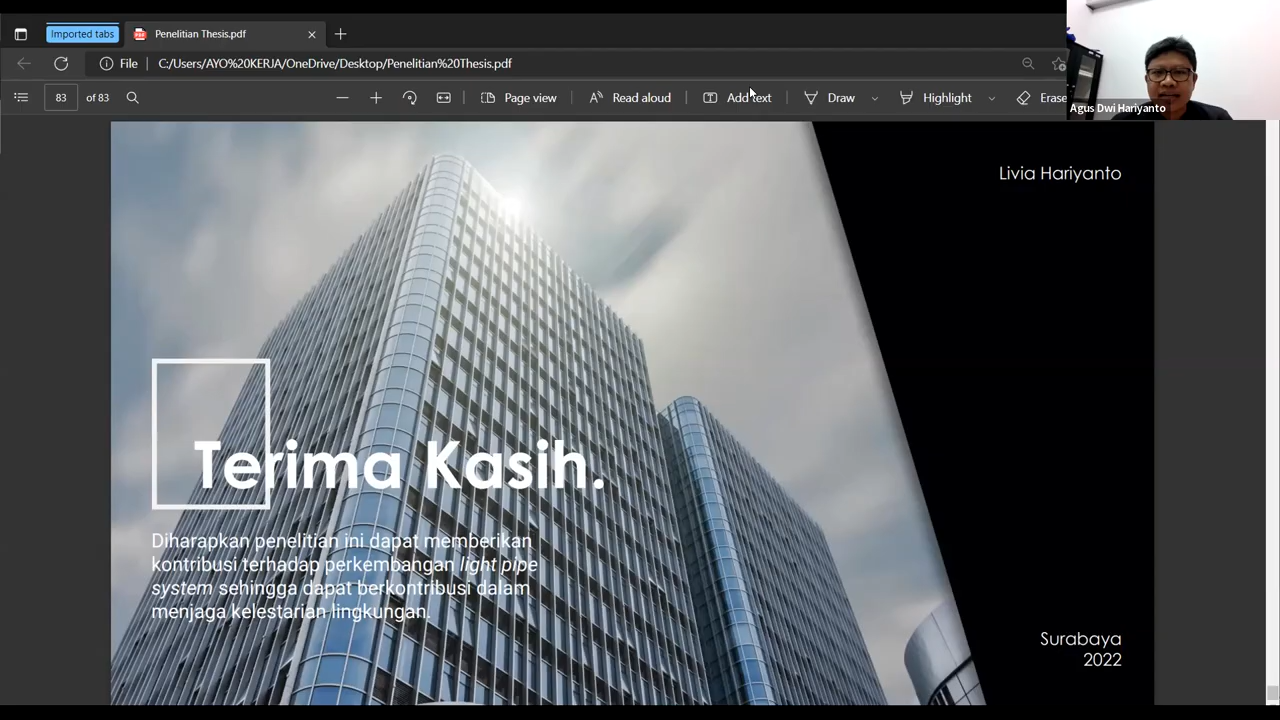 Imported tabs
Penelitian Thesis.pdf
File
C:/Users/AYO%20KERJA/OneDrive/Desktop/Penelitian%20Thesis.pdf
83 of 83
Page view
Read aloud
Add text
Draw
Highlight
Erase
Agus Dwi Hariyanto
Livia Hariyanto
Terima Kasih.
Diharapkan penelitian ini dapat memberikan
kontribusi terhadap perkembangan light pipe
system sehingga dapat berkontribusi dalam
menjaga kelestarian lingkungan.
Surabaya
2022